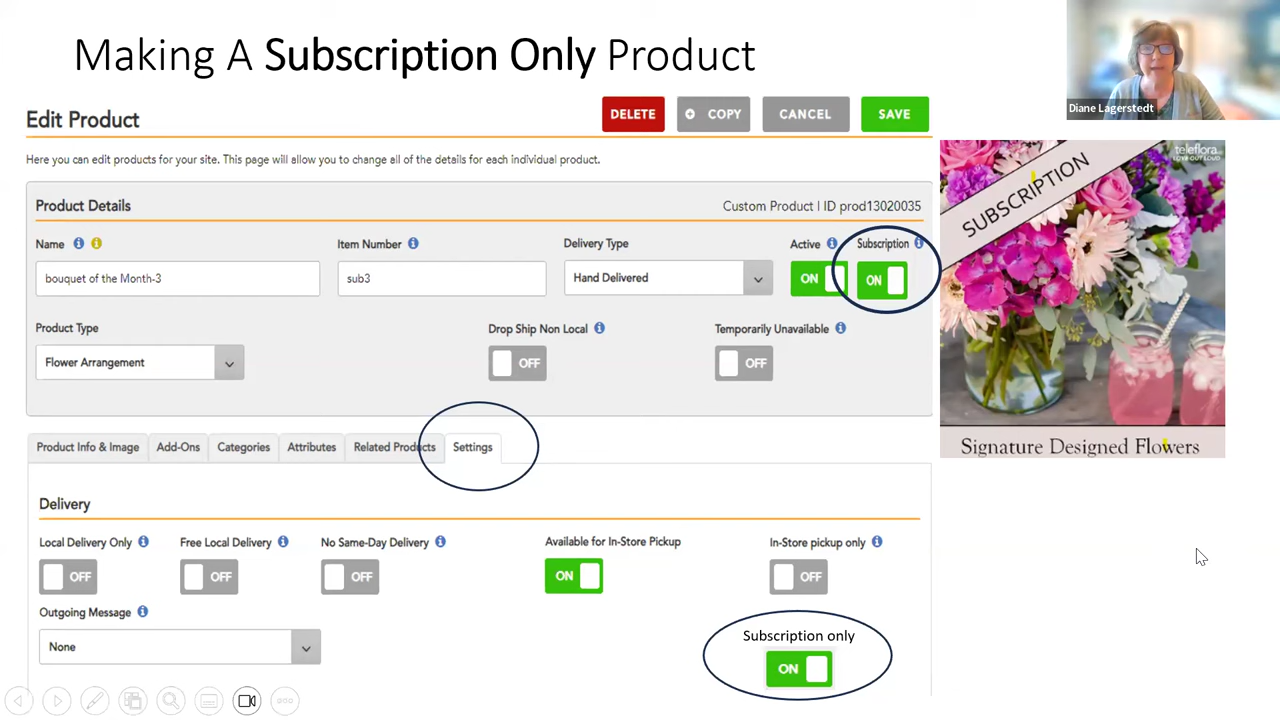 Making A Subscription Only Product
Diane Lagerstedt
Edit Product
DELETE
COPY
CANCEL
SAVE
Here you can edit products for your site. This page will allow you to change all of the details for each individual product.
Product Details
Custom Product | ID prod13020035
Name
Item Number
Delivery Type
Active
Subscription
bouquet of the Month-3
sub3
Hand Delivered
ON
ON
Product Type
Drop Ship Non Local
Temporarily Unavailable
Flower Arrangement
OFF
OFF
Product Info & Image
Add-Ons
Categories
Attributes
Related Products
Settings
Delivery
Local Delivery Only
Free Local Delivery
No Same-Day Delivery
Available for In-Store Pickup
In-Store pickup only
OFF
OFF
OFF
ON
OFF
Outgoing Message
None
Subscription only
ON
teleflora
LOVE OUT LOUD
SUBSCRIPTION
Signature Designed Flowers